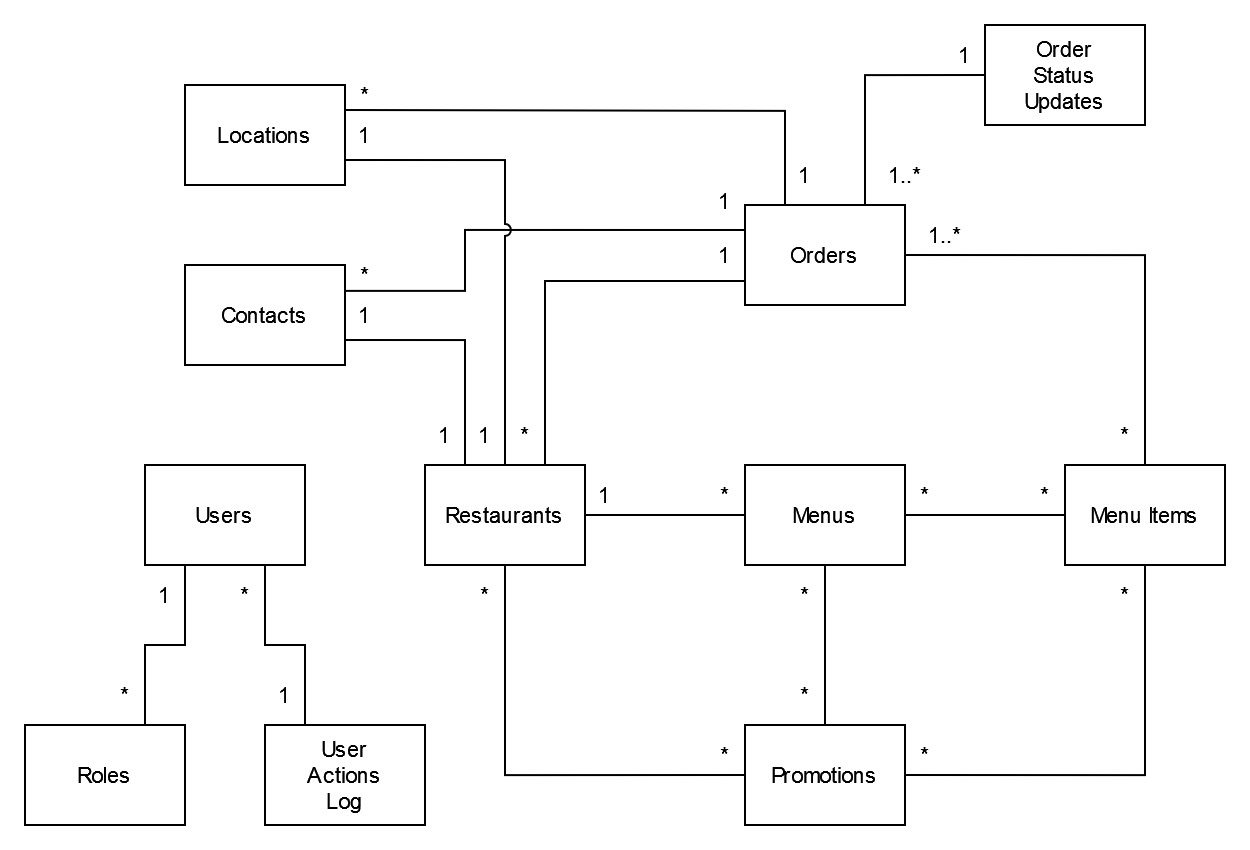 Order
Status
Updates
1
*
Locations
1
1
1..*
1
1..*
Orders
1
*
Contacts
1
1
1
*
*
Users
Restaurants
1
*
Menus
*
*
Menu Items
1
*
*
*
*
*
1
*
Roles
User
Actions
Log
*
Promotions
*